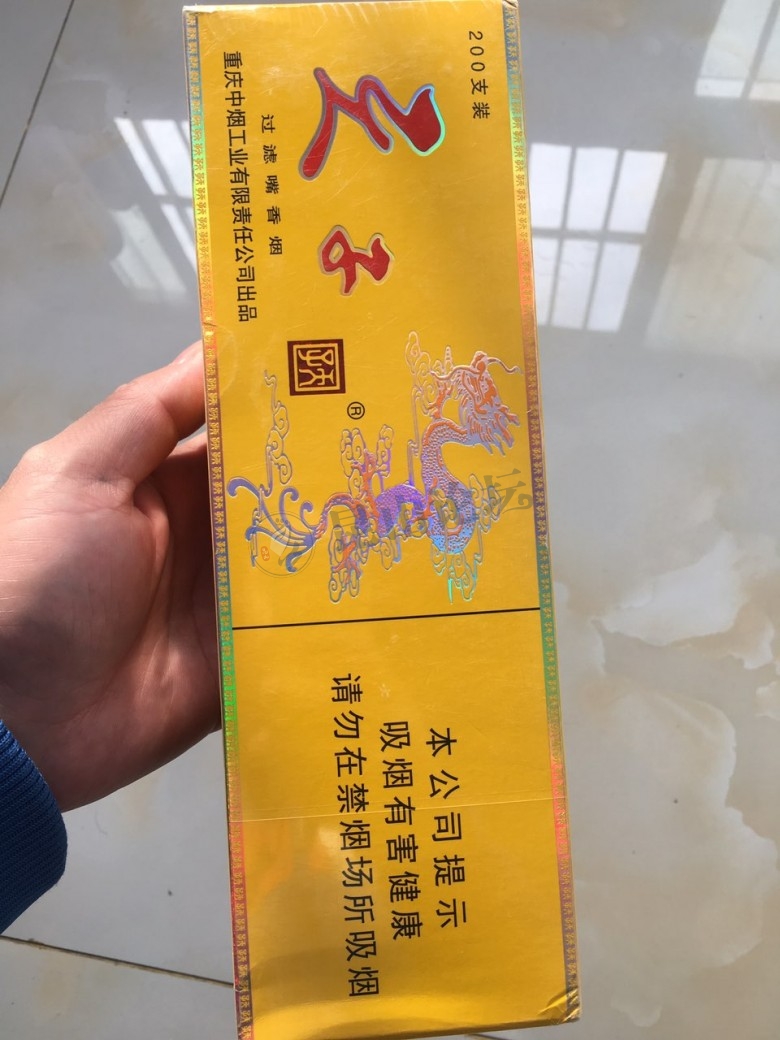 200支装
天子
®
过滤嘴香烟
重庆中烟工业有限责任公司出品
本公司提示
吸烟有害健康
请勿在禁烟场所吸烟